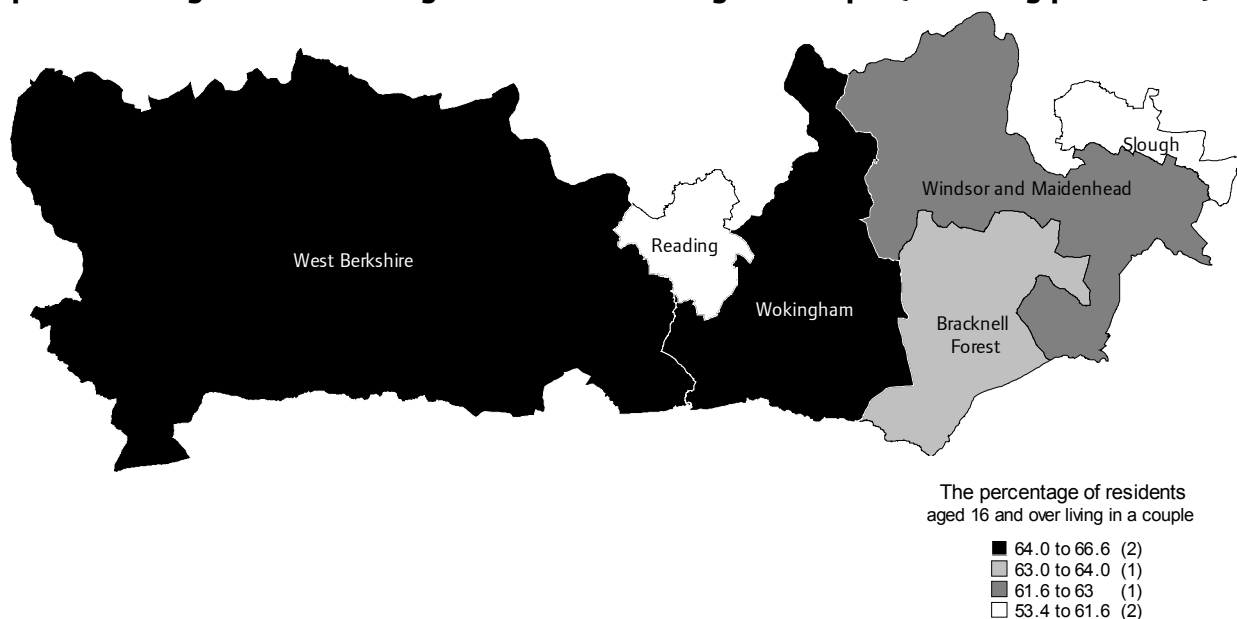 Slough
Windsor and Maidenhead
Reading
West Berkshire
Wokingham
Bracknell
Forest
The percentage of residents
aged 16 and over living in a couple
64.0 to 66.6 (2)
63.0 to 64.0 (1)
61.6 to 63 (1)
53.4 to 61.6 (2)